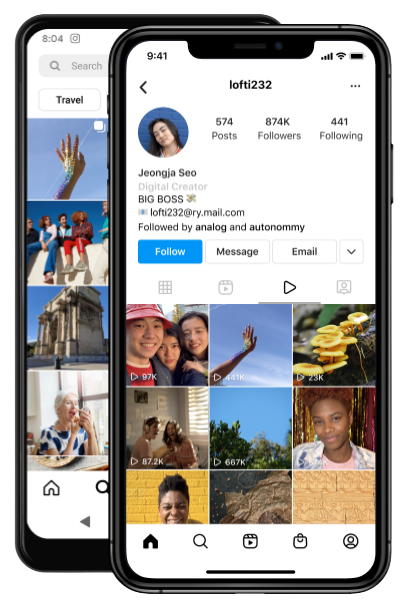 8:04
Search
Travel
9:41
lofti232
574
874K
441
Posts
Followers
Following
Jeongja Seo
Digital Creator
BIG BOSS 💸
📧 lofti232@ry.mail.com
Followed by analog and autonommy
Follow
Message
Email
97K
441K
23K
87.2K
667K